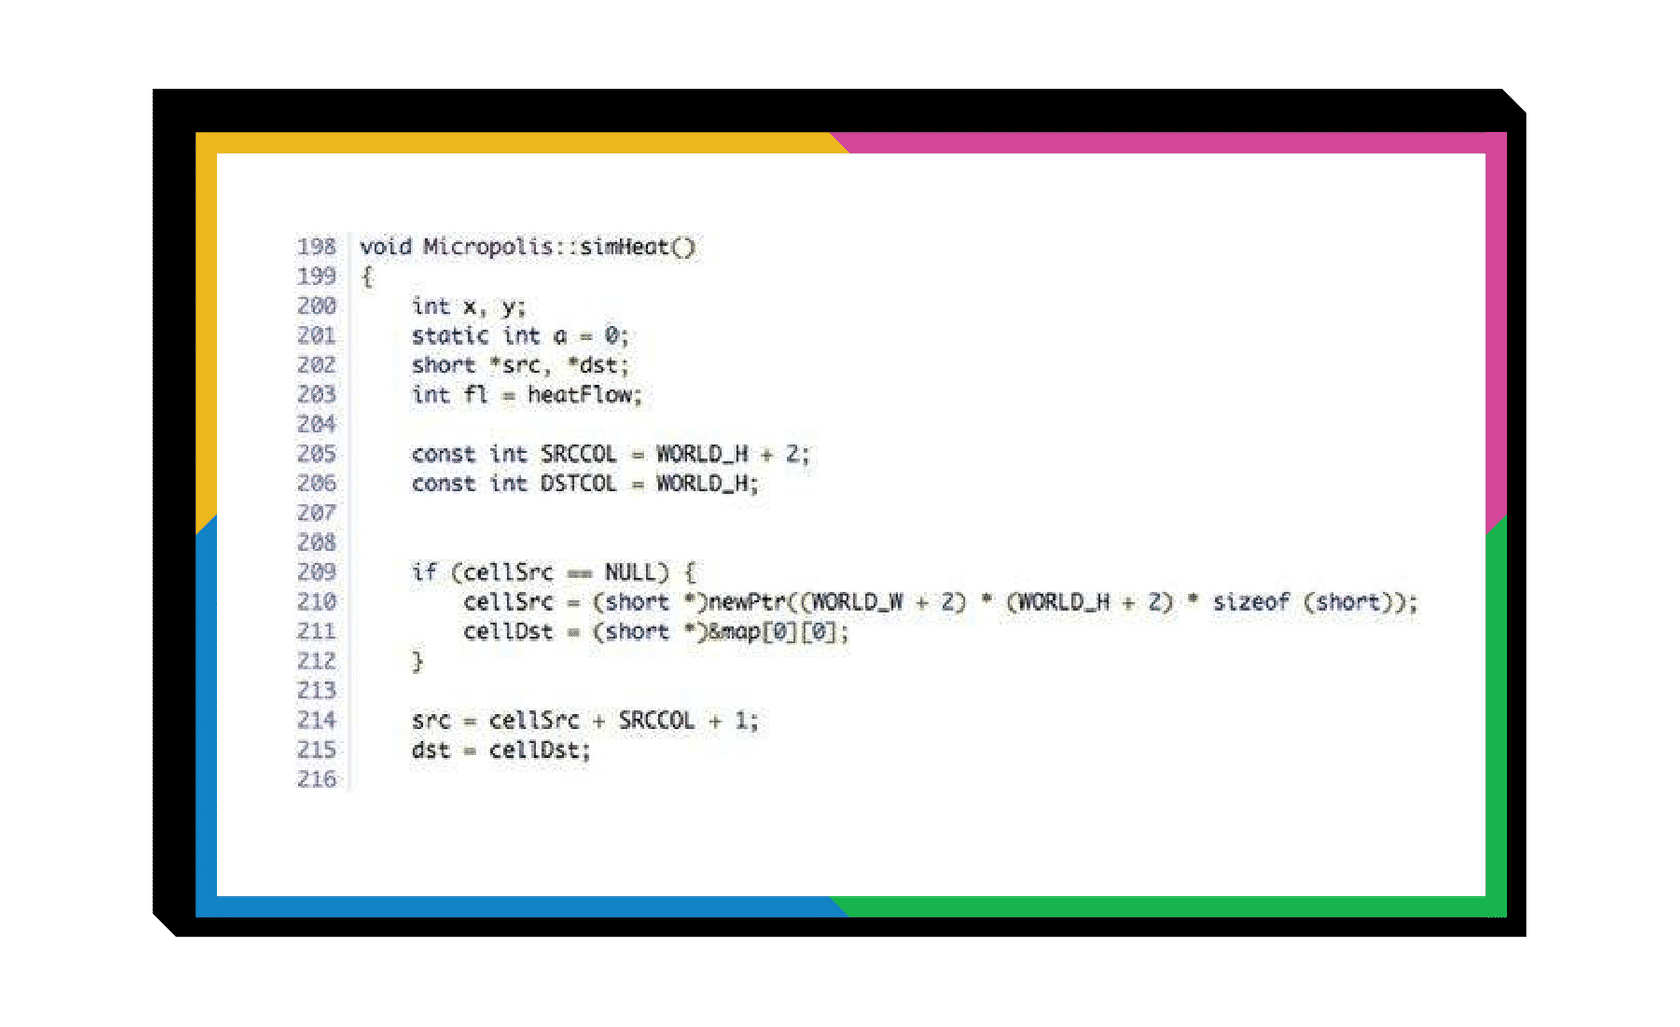 198 void Micropolis::simHeat()
199 {
200     int x, y;
201     static int a = 0;
202     short *src, *dst;
203     int fl = heatFlow;
204
205     const int SRCCOL = WORLD_H + 2;
206     const int DSTCOL = WORLD_H;
207
208
209     if (cellSrc == NULL) {
210         cellSrc = (short *)newPtr((WORLD_W + 2) * (WORLD_H + 2) * sizeof (short));
211         cellDst = (short *)&map[0][0];
212     }
213
214     src = cellSrc + SRCCOL + 1;
215     dst = cellDst;
216